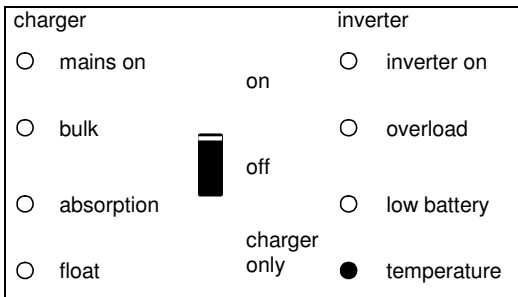 charger
inverter
mains on
inverter on
on
bulk
overload
off
absorption
low battery
charger
only
float
temperature